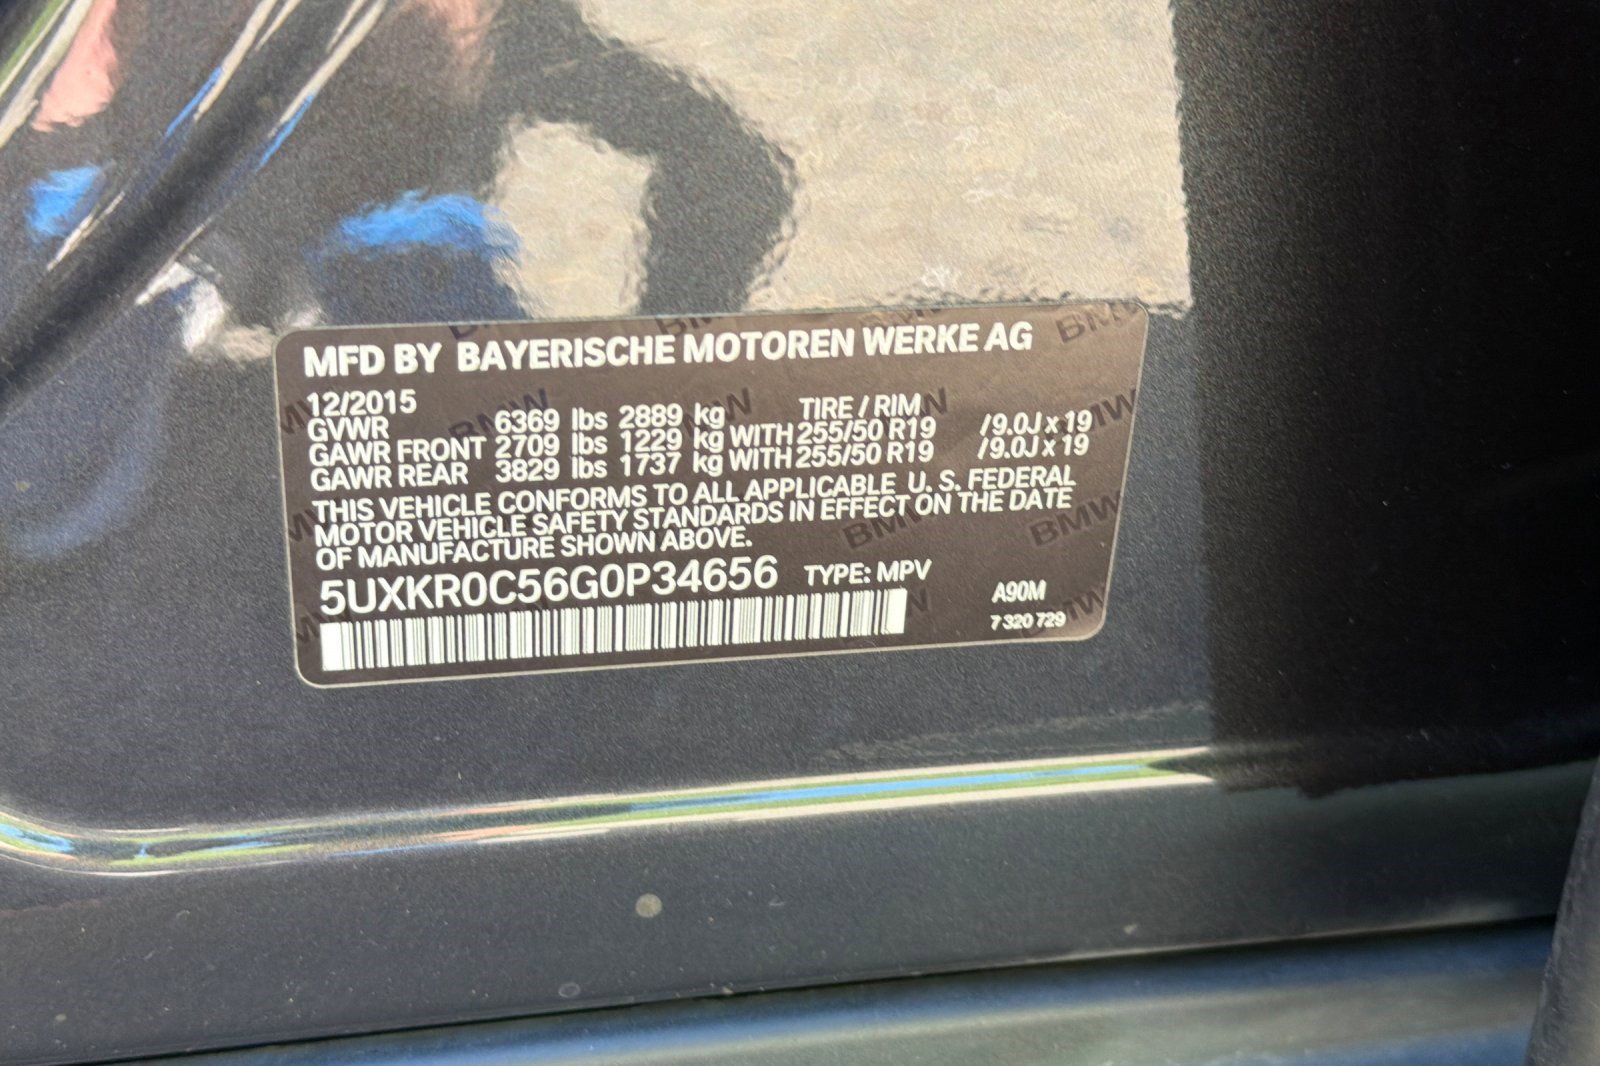 MFD BY BAYERISCHE MOTOREN WERKE AG
12/2015 TIRE / RIM
GVWR 6369 lbs 2889 kg
GAWR FRONT 2709 lbs 1229 kg WITH 255/50 R19 /9.0J x 19
GAWR REAR 3829 lbs 1737 kg WITH 255/50 R19 /9.0J x 19
THIS VEHICLE CONFORMS TO ALL APPLICABLE U. S. FEDERAL
MOTOR VEHICLE SAFETY STANDARDS IN EFFECT ON THE DATE
OF MANUFACTURE SHOWN ABOVE.
5UXKR0C56G0P34656 TYPE: MPV
A90M
7 320 729